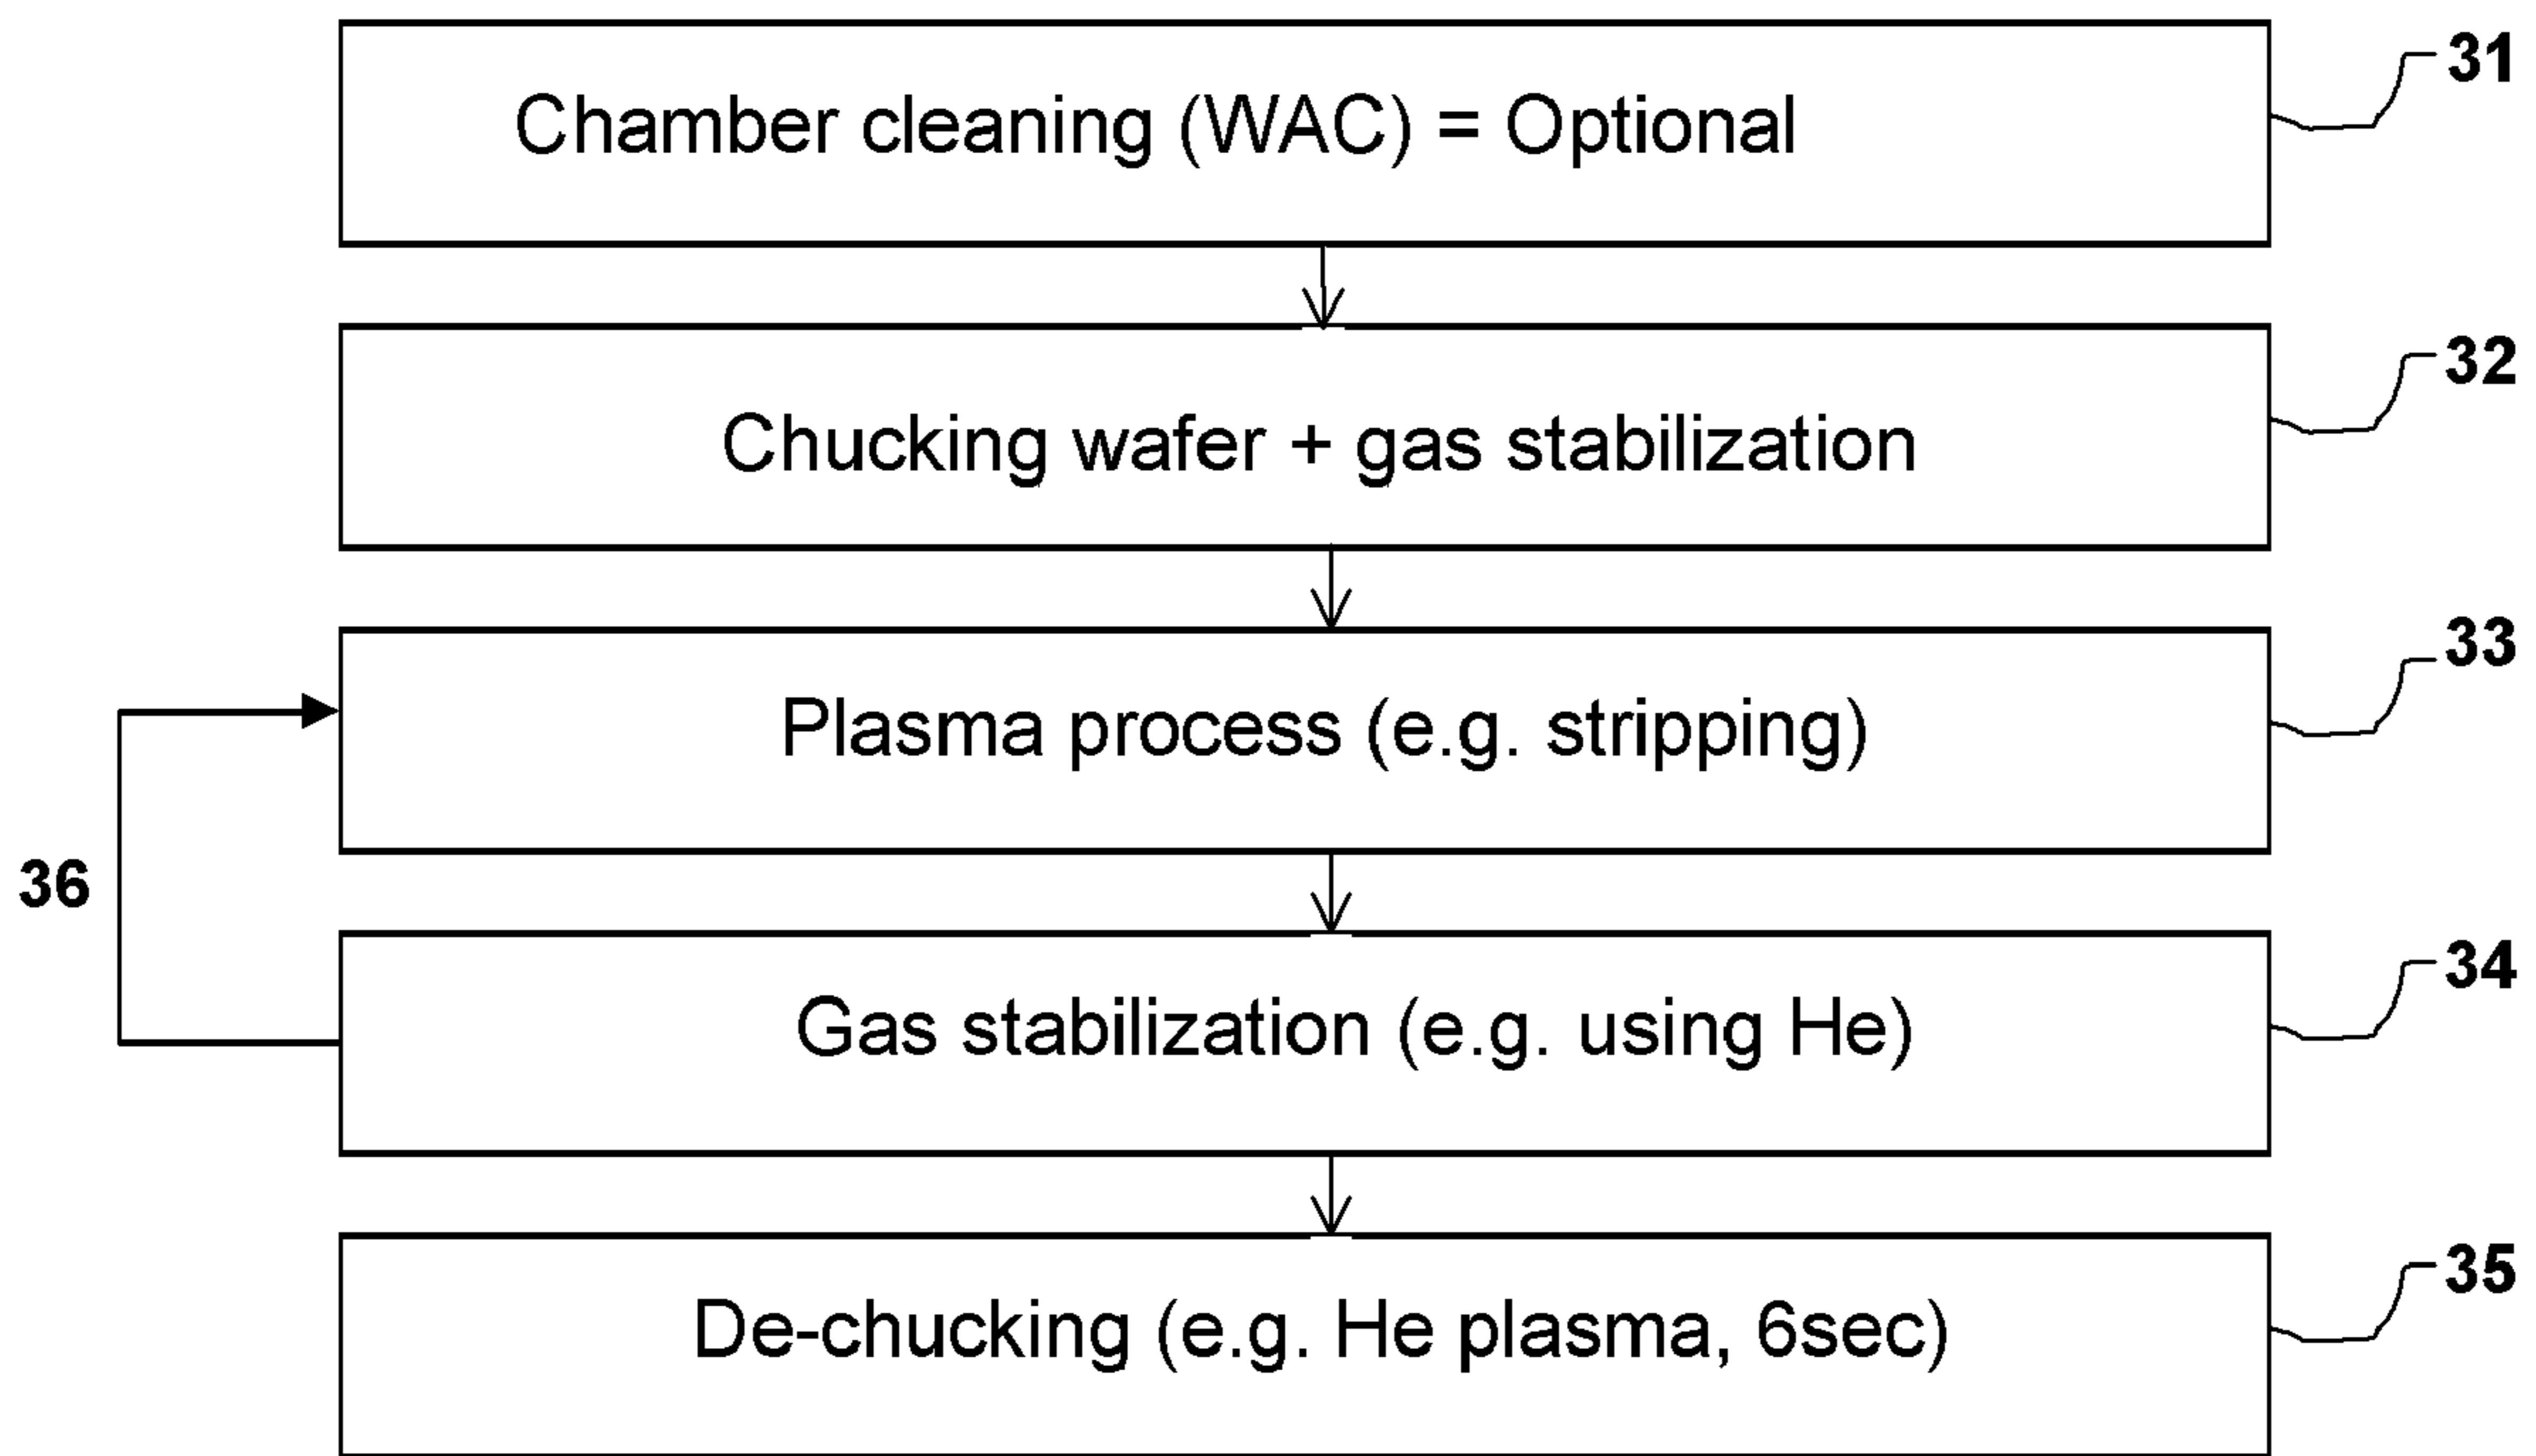 Chamber cleaning (WAC) = Optional
31
Chucking wafer + gas stabilization
32
Plasma process (e.g. stripping)
33
36
Gas stabilization (e.g. using He)
34
De-chucking (e.g. He plasma, 6sec)
35